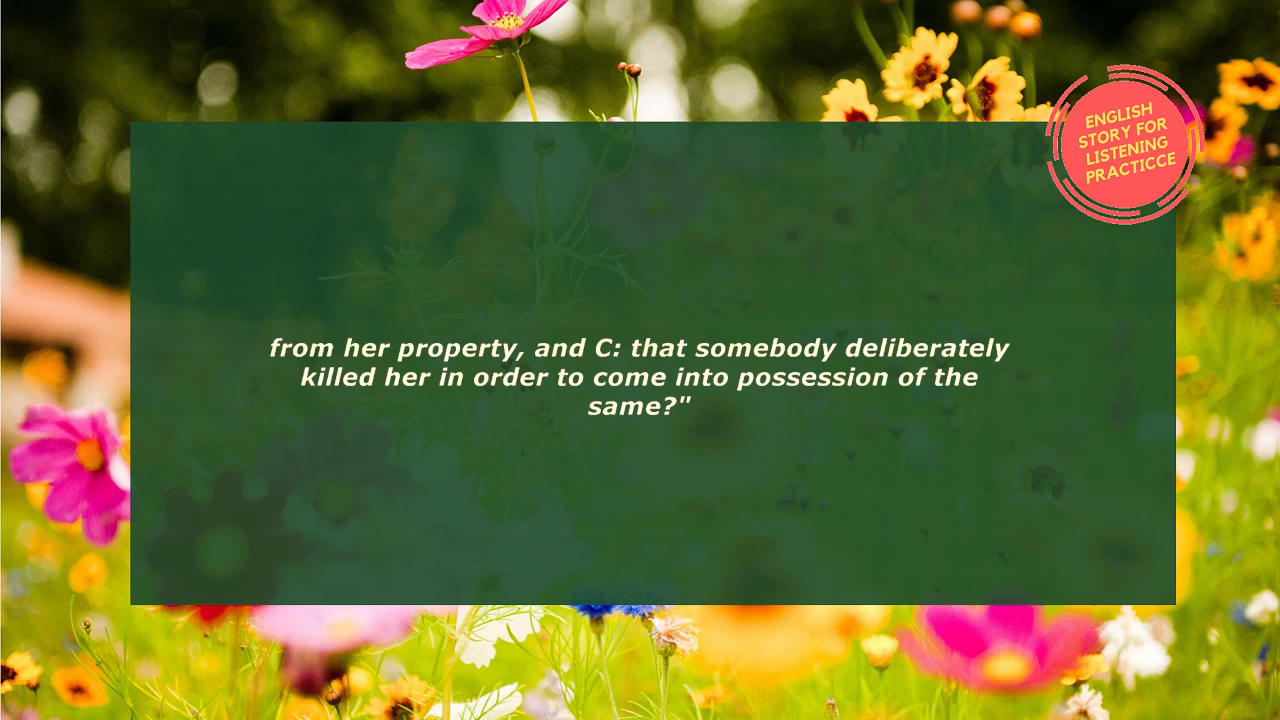 ENGLISH
STORY FOR
LISTENING
PRACTICCE
from her property, and C: that somebody deliberately
killed her in order to come into possession of the
same?"